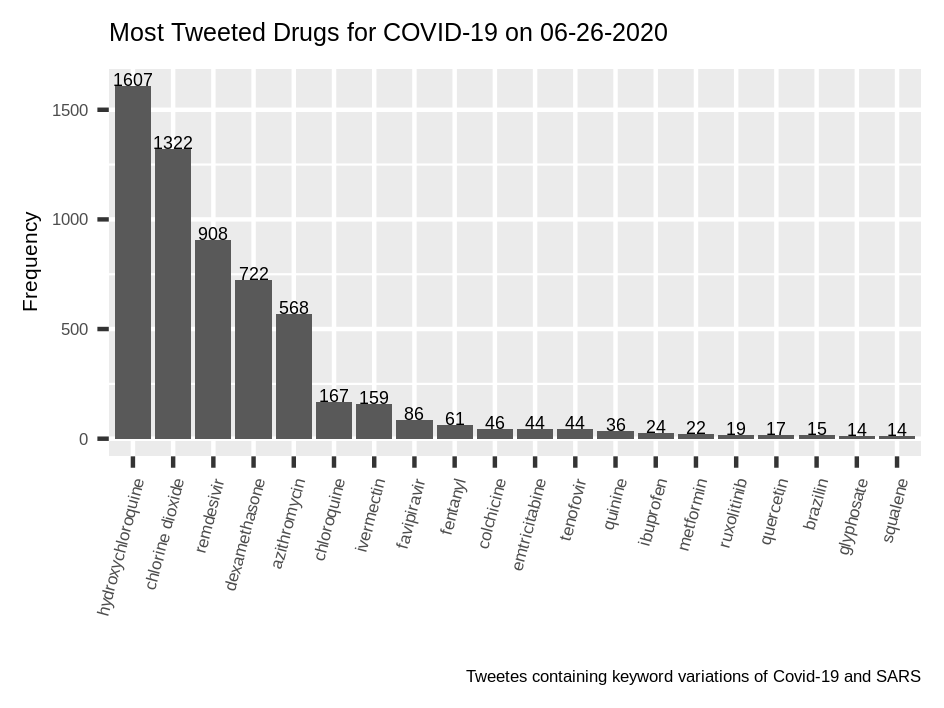 Most Tweeted Drugs for COVID-19 on 06-26-2020
Frequency
1500
1000
500
0
1607
1322
908
722
568
167
159
86
61
46
44
44
36
24
22
19
17
15
14
14
hydroxychloroquine
chlorine dioxide
remdesivir
dexamethasone
azithromycin
chloroquine
ivermectin
favipiravir
fentanyl
colchicine
emtricitabine
tenofovir
quinine
ibuprofen
metformin
ruxolitinib
quercetin
brazilin
glyphosate
squalene
Tweetes containing keyword variations of Covid-19 and SARS